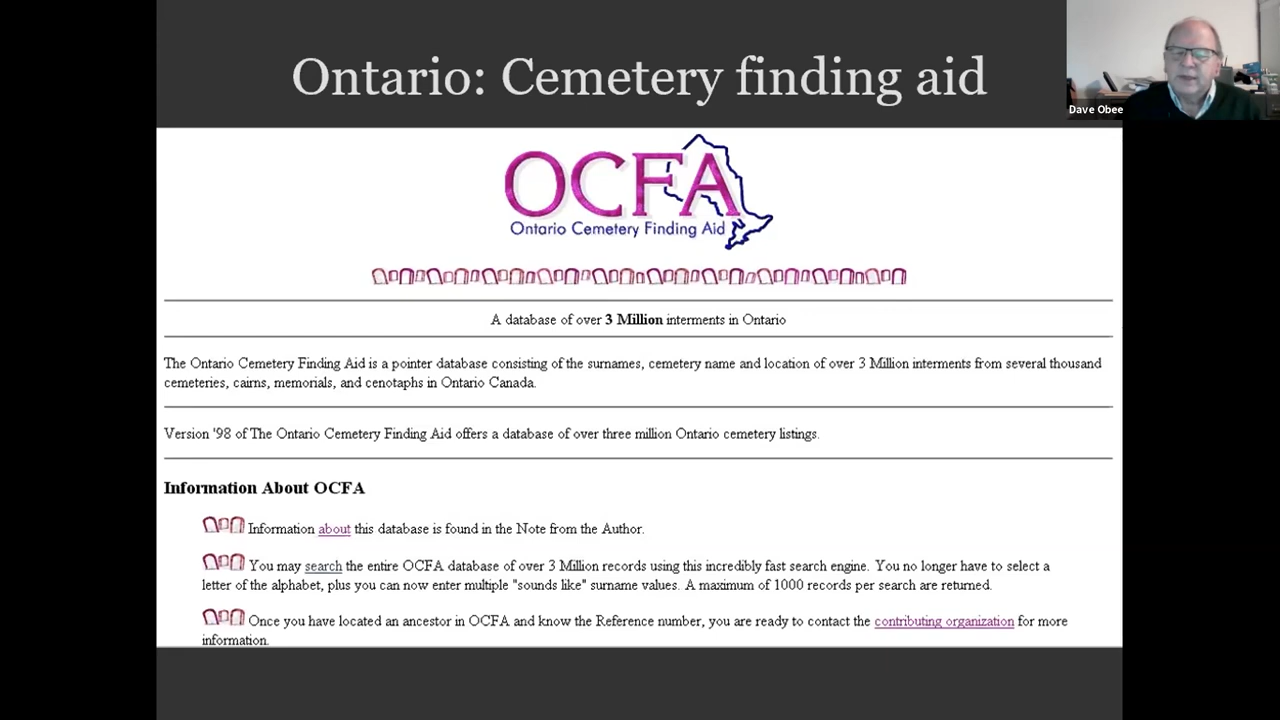 Ontario: Cemetery finding aid
Dave Obee
OCFA
Ontario Cemetery Finding Aid
A database of over 3 Million interments in Ontario
The Ontario Cemetery Finding Aid is a pointer database consisting of the surnames, cemetery name and location of over 3 Million interments from several thousand
cemeteries, cairns, memorials, and cenotaphs in Ontario Canada.
Version '98 of The Ontario Cemetery Finding Aid offers a database of over three million Ontario cemetery listings.
Information About OCFA
Information about this database is found in the Note from the Author.
You may search the entire OCFA database of over 3 Million records using this incredibly fast search engine. You no longer have to select a
letter of the alphabet, plus you can now enter multiple "sounds like" surname values. A maximum of 1000 records per search are returned.
Once you have located an ancestor in OCFA and know the Reference number, you are ready to contact the contributing organization for more
information.